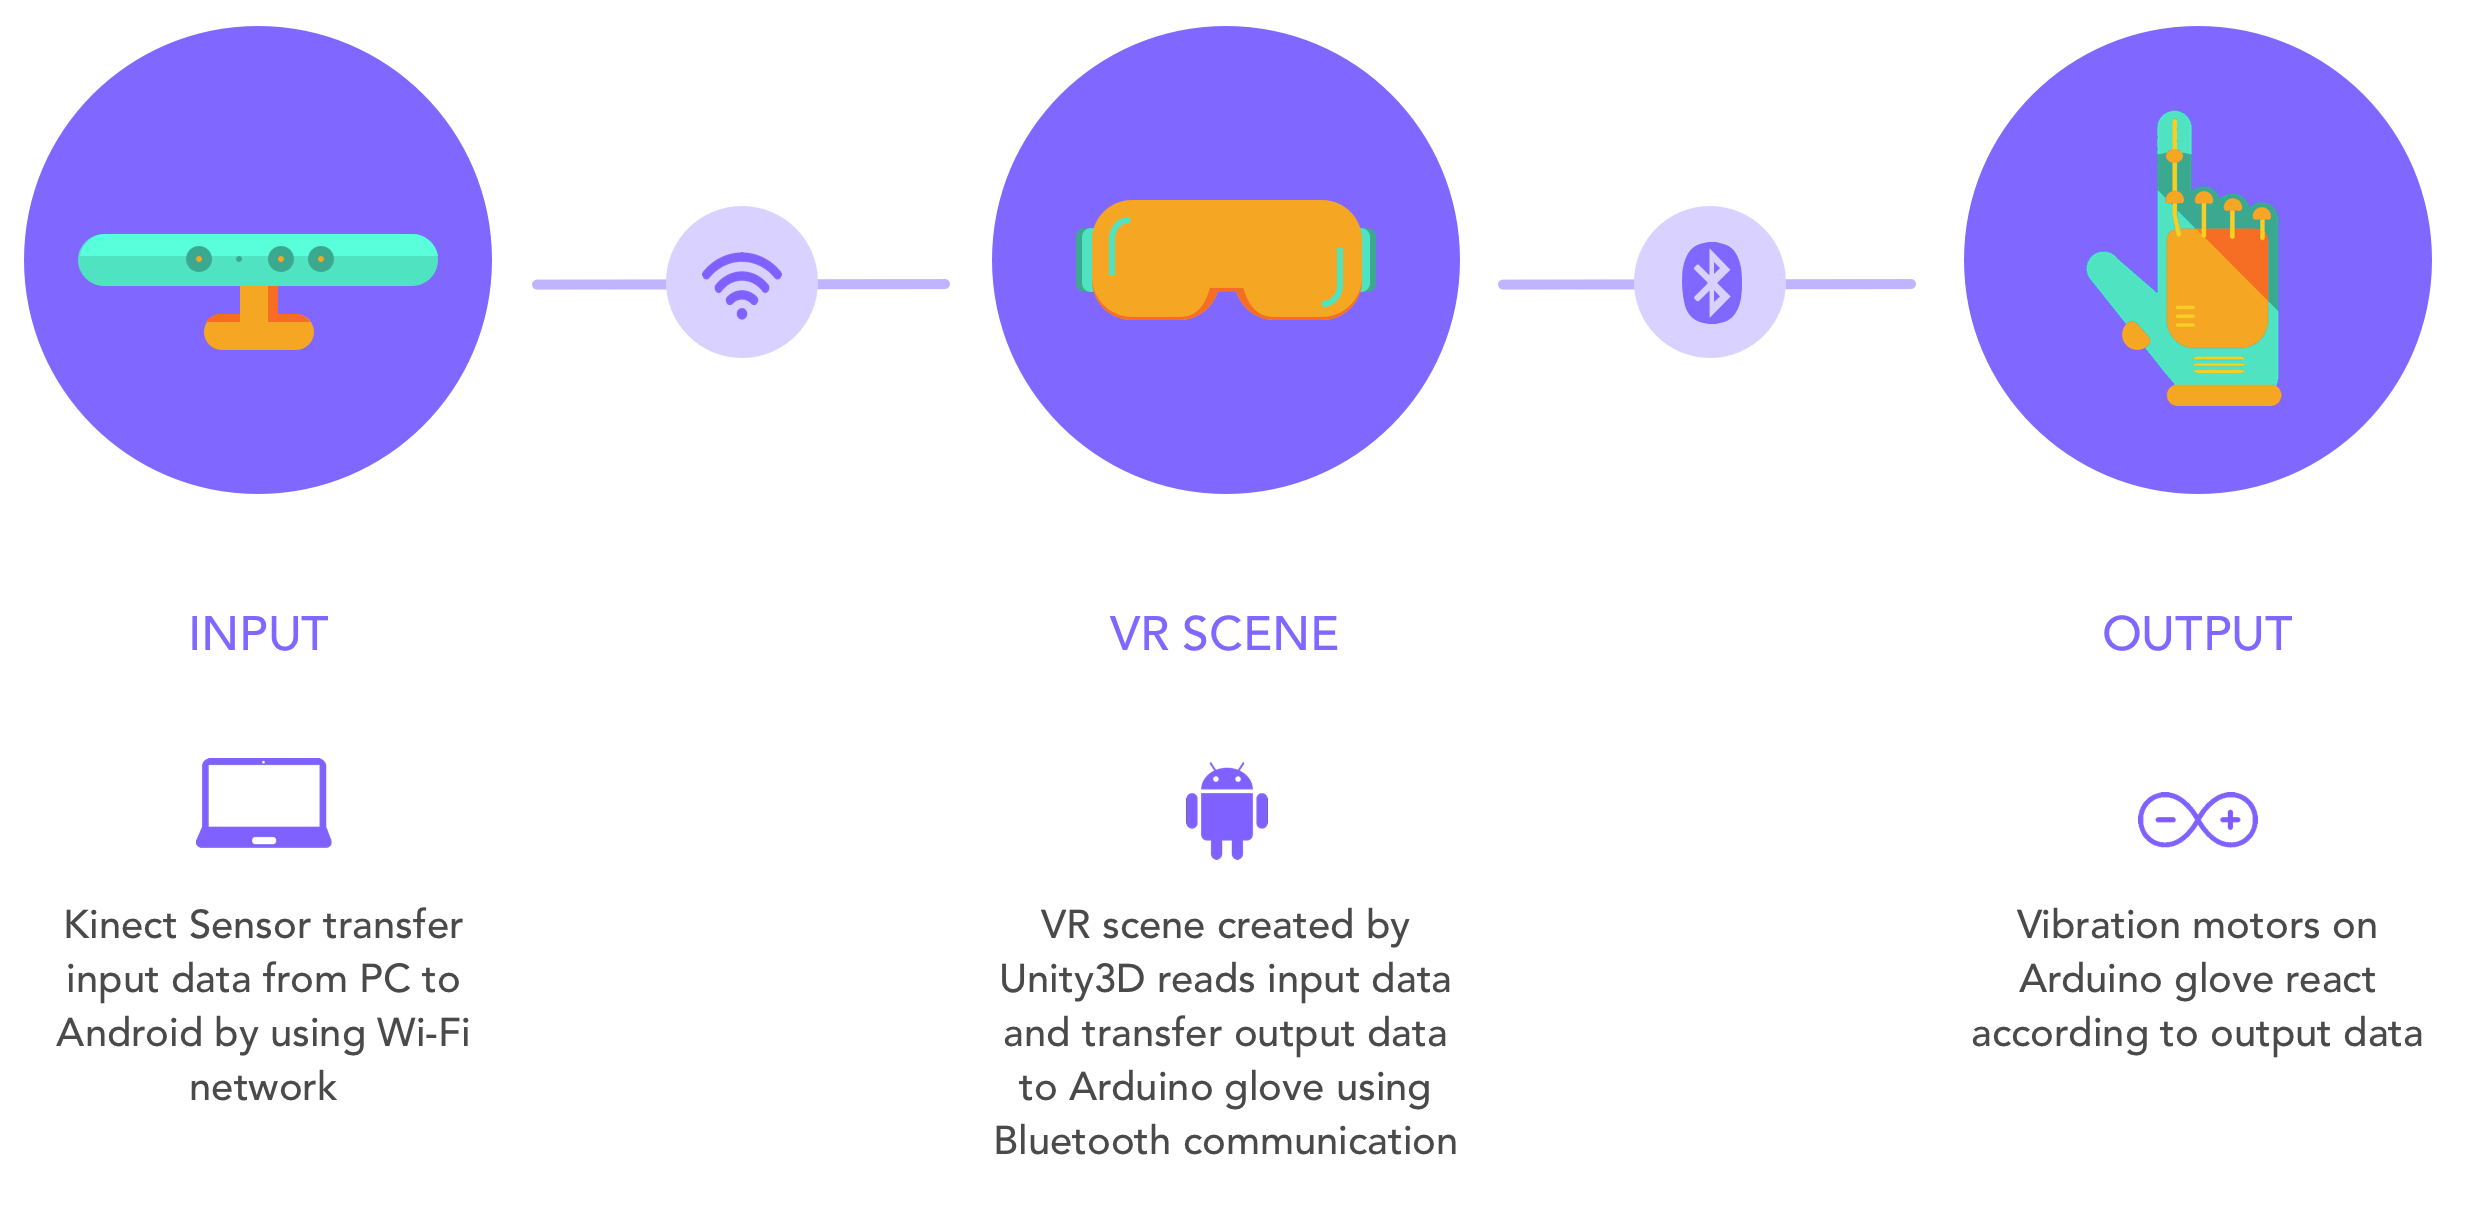 INPUT
Kinect Sensor transfer
input data from PC to
Android by using Wi-Fi
network
VR SCENE
VR scene created by
Unity3D reads input data
and transfer output data
to Arduino glove using
Bluetooth communication
OUTPUT
Vibration motors on
Arduino glove react
according to output data